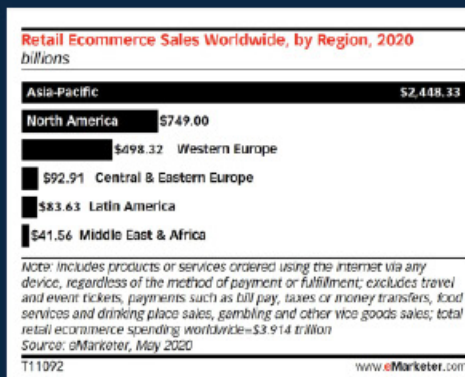 Retail Ecommerce Sales Worldwide, by Region, 2020
billions
Asia-Pacific $2,448.33
North America $749.00
$498.32 Western Europe
$92.91 Central & Eastern Europe
$83.63 Latin America
$41.56 Middle East & Africa
Note: includes products or services ordered using the internet via any
device, regardless of the method of payment or fulfillment; excludes travel
and event tickets, payments such as bill pay, taxes or money transfers, food
services and drinking place sales, gambling and other vice goods sales; total
retail ecommerce spending worldwide=$3.914 trillion
Source: eMarketer, May 2020
T11092 www.eMarketer.com